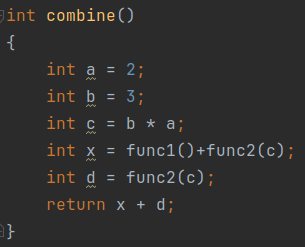 int combine()
{
    int a = 2;
    int b = 3;
    int c = b * a;
    int x = func1()+func2(c);
    int d = func2(c);
    return x + d;
}